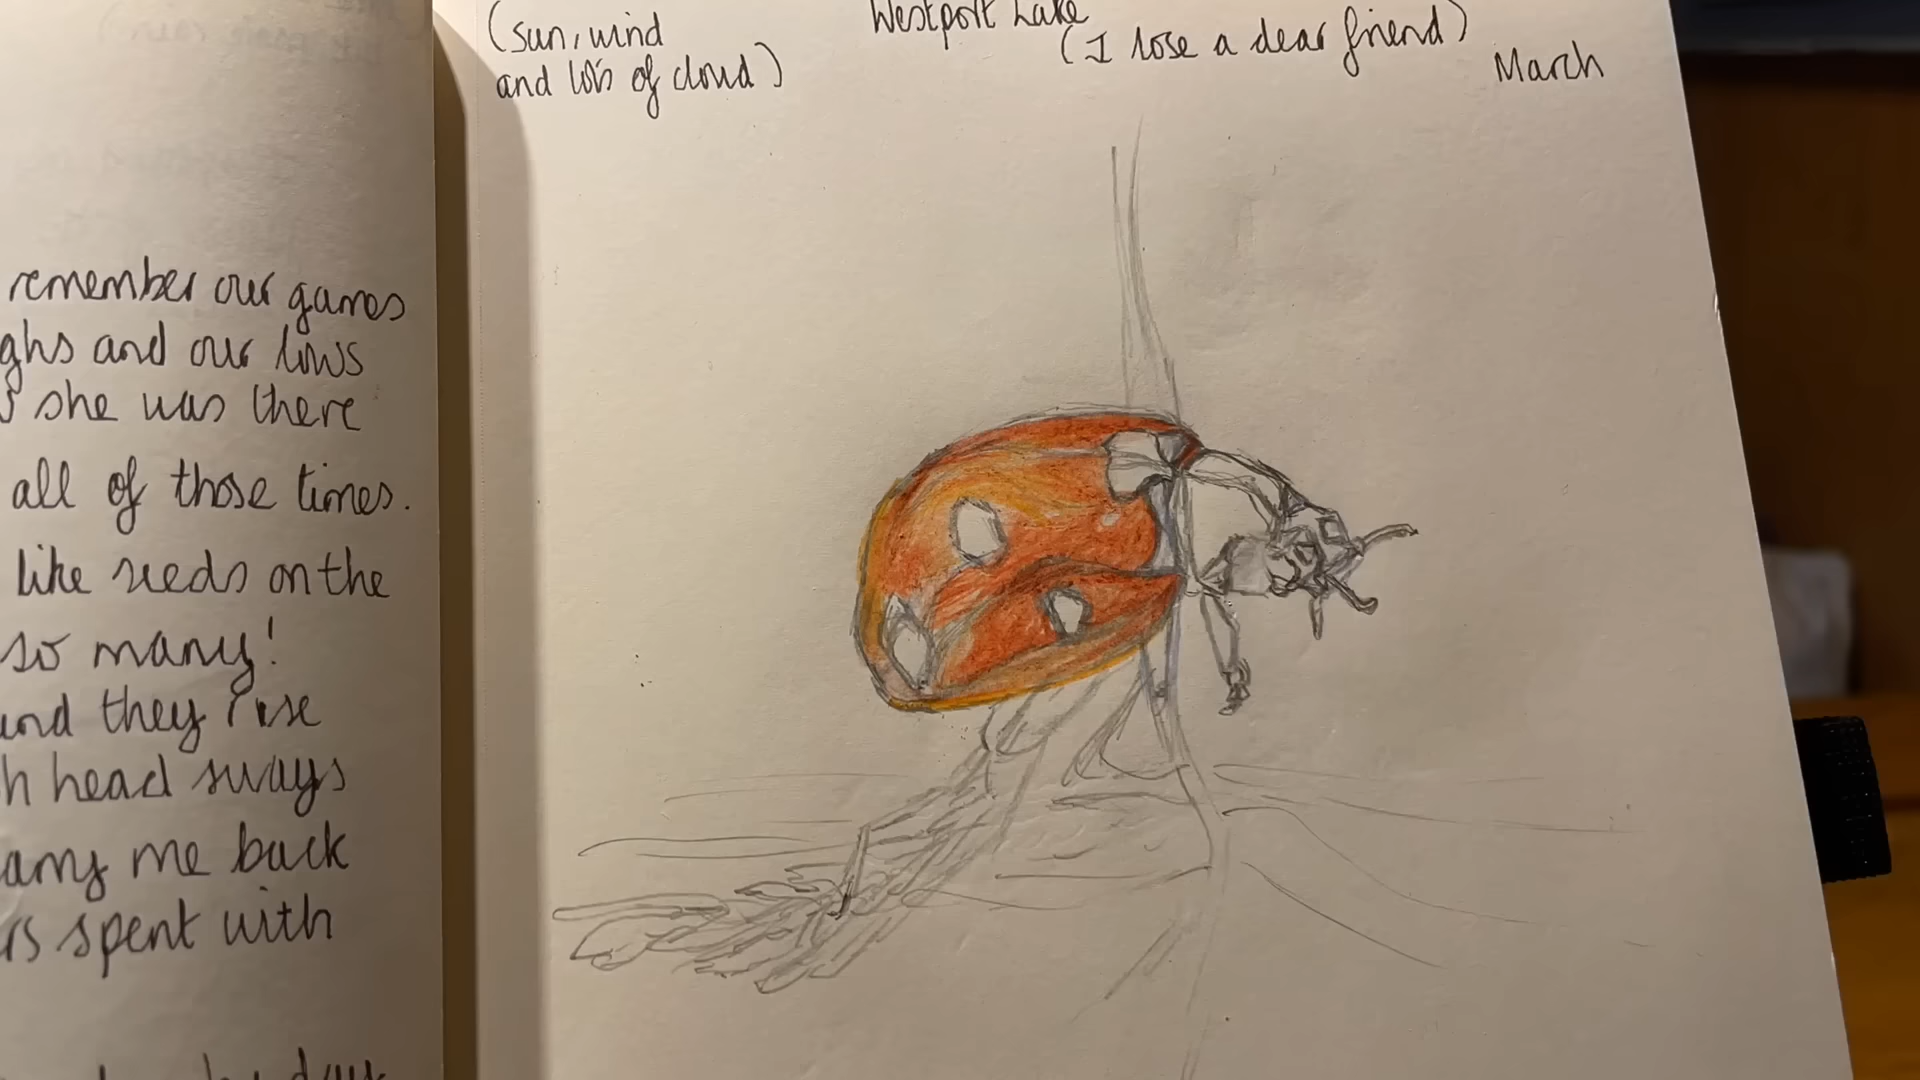 remember our games
ghs and our lows
s she was there
all of those times.
like reeds on the
so many!
and they rise
h head sways
me back
rs spent with
(sun, wind
and lots of cloud)
Westport Lake
(I lose a dear friend)
March